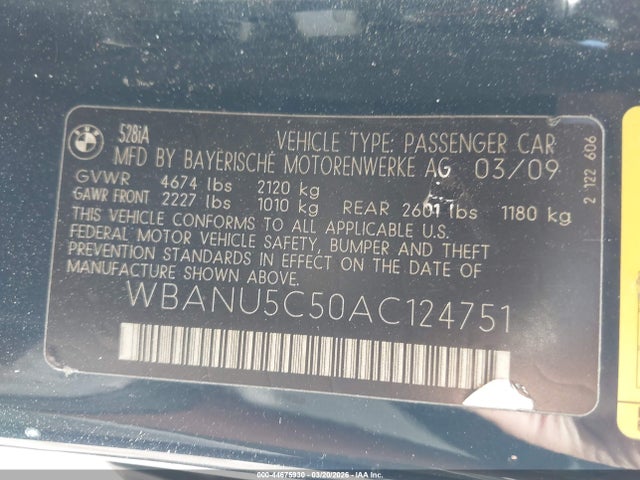 BMW
528iA
VEHICLE TYPE: PASSENGER CAR
MFD BY BAYERISCHE MOTORENWERKE AG 03/09
GVWR 4674 lbs 2120 kg
GAWR FRONT 2227 lbs 1010 kg REAR 2601 lbs 1180 kg
THIS VEHICLE CONFORMS TO ALL APPLICABLE U.S.
FEDERAL MOTOR VEHICLE SAFETY, BUMPER AND THEFT
PREVENTION STANDARDS IN EFFECT ON THE DATE OF
MANUFACTURE SHOWN ABOVE.
WBANU5C50AC124751
2 122 606
000-44675930 - 03/20/2026 - IAA Inc.